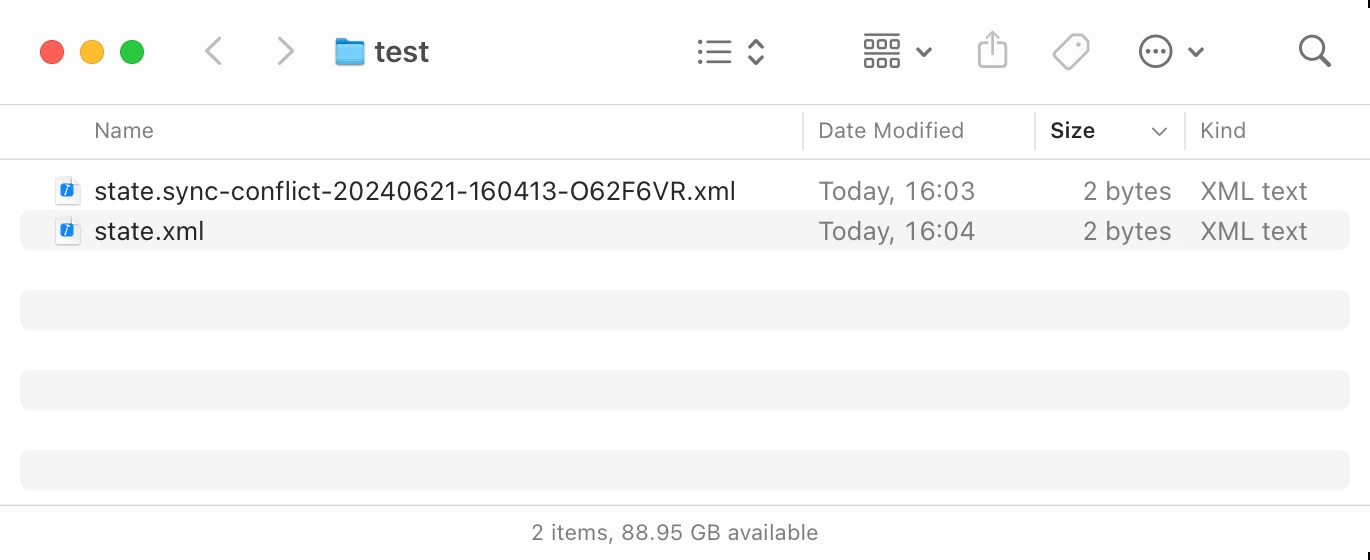 test
Name Date Modified Size Kind
state.sync-conflict-20240621-160413-O62F6VR.xml Today, 16:03 2 bytes XML text
state.xml Today, 16:04 2 bytes XML text
2 items, 88.95 GB available